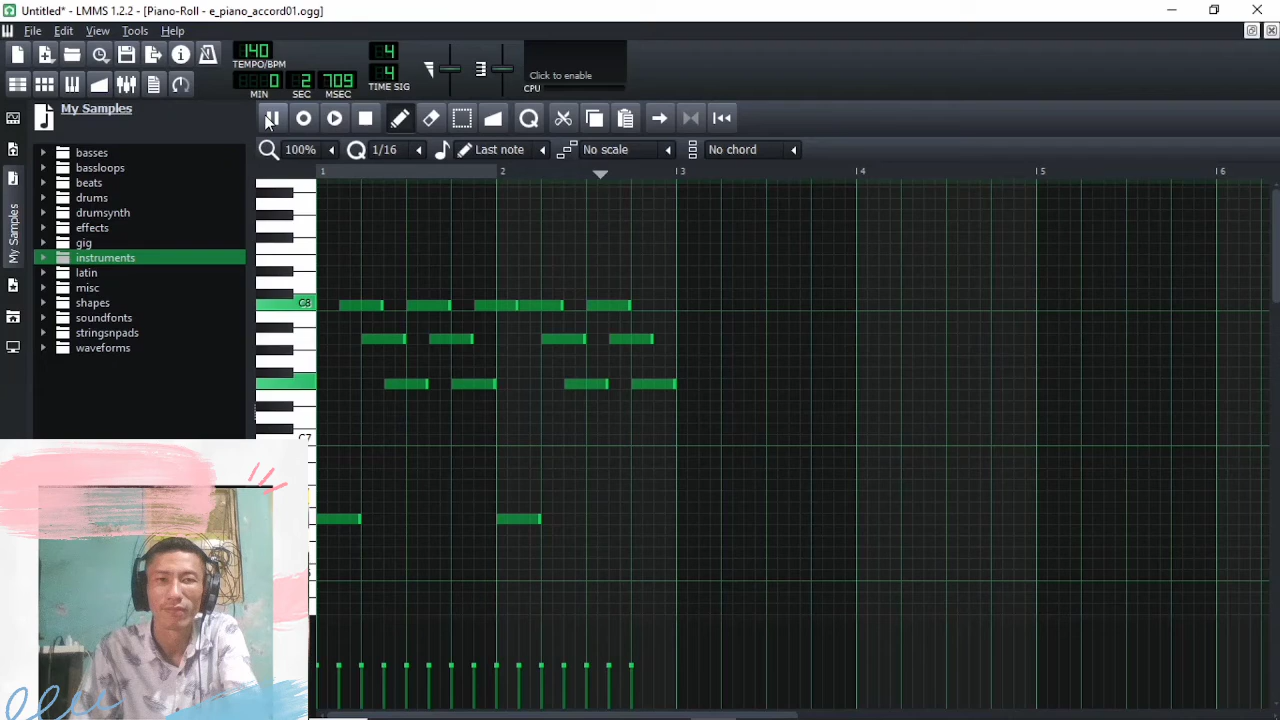 Untitled* - LMMS 1.2.2 - [Piano-Roll - e_piano_accord01.ogg]
File Edit View Tools Help
140
TEMPO/BPM
0 2 709
MIN SEC MSEC
4
4
TIME SIG
Click to enable
CPU
My Samples
My Samples
basses
bassloops
beats
drums
drumsynth
effects
gig
instruments
latin
misc
shapes
soundfonts
stringsnpads
waveforms
100% 1/16 Last note No scale No chord
1 2 3 4 5 6
C8
C7